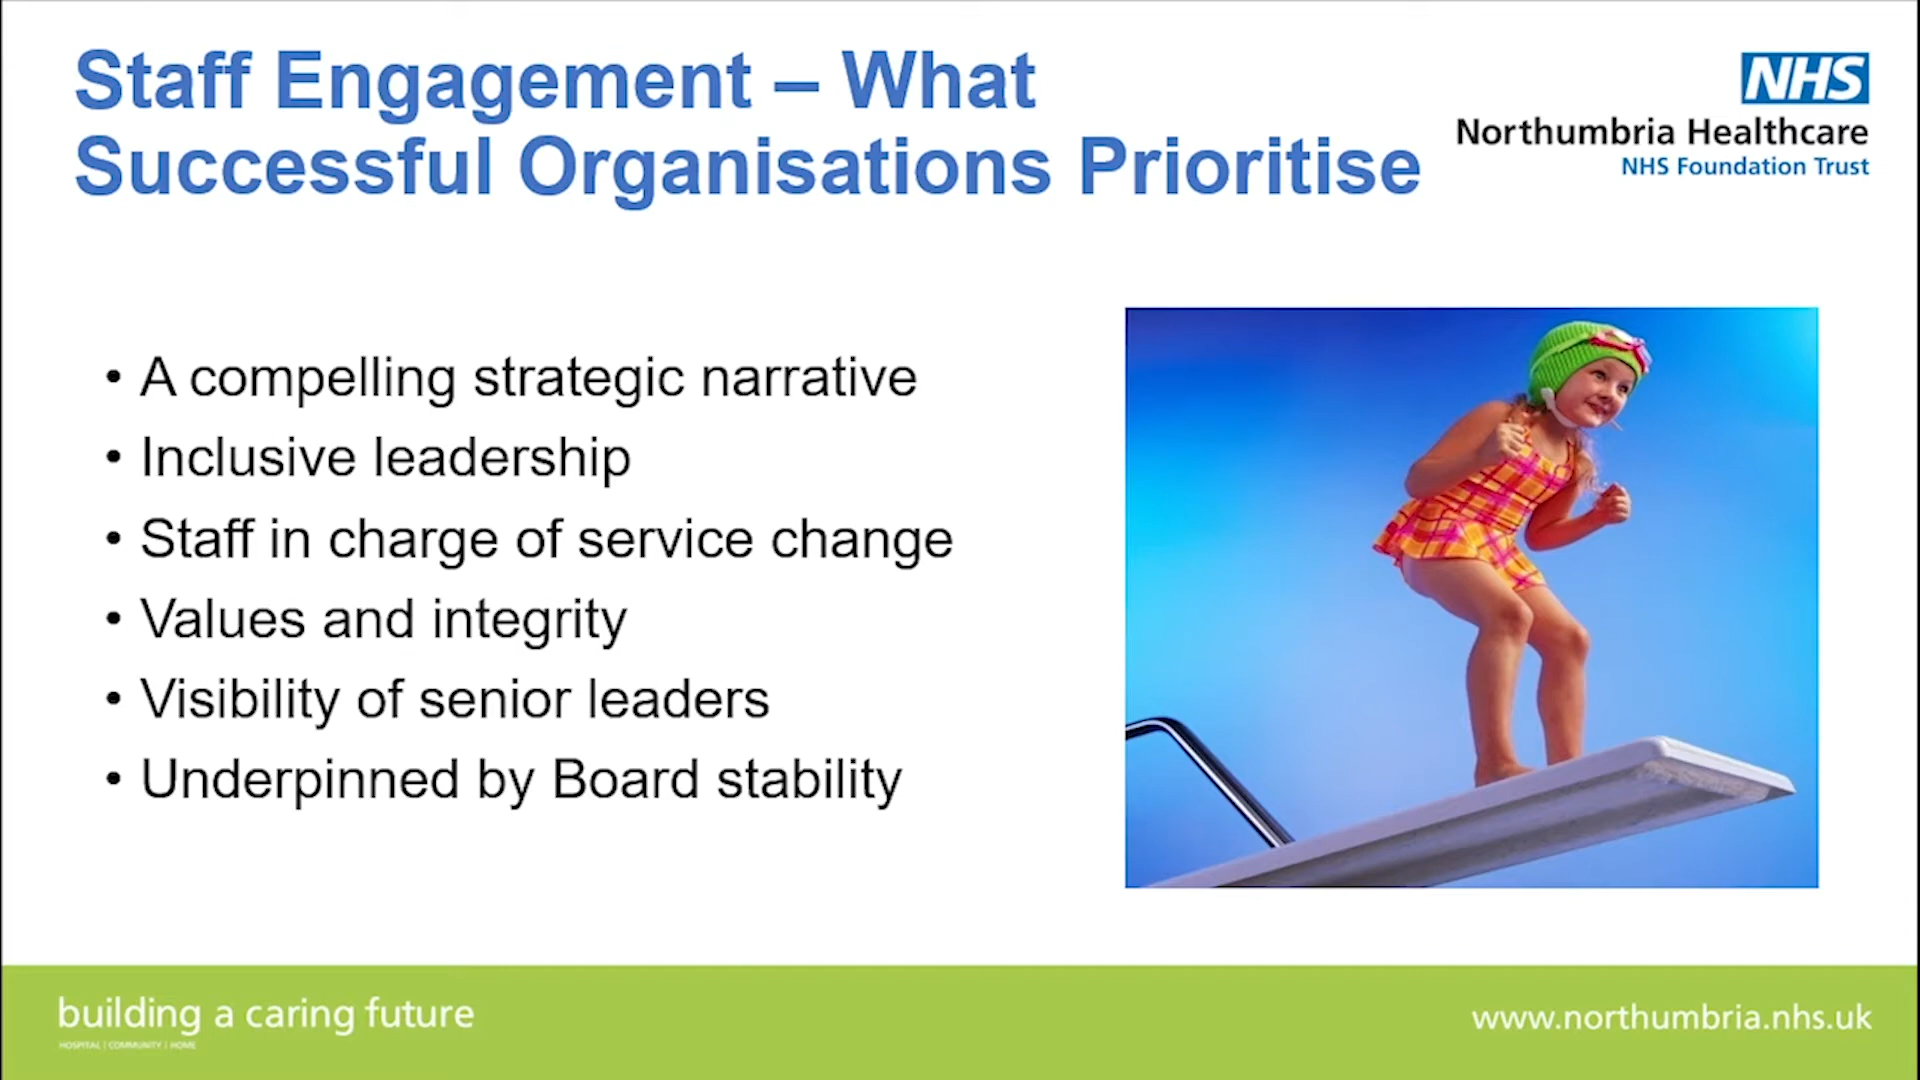 Staff Engagement – What
Successful Organisations Prioritise
NHS
Northumbria Healthcare
NHS Foundation Trust
• A compelling strategic narrative
• Inclusive leadership
• Staff in charge of service change
• Values and integrity
• Visibility of senior leaders
• Underpinned by Board stability
building a caring future
HOSPITAL | COMMUNITY | HOME
www.northumbria.nhs.uk